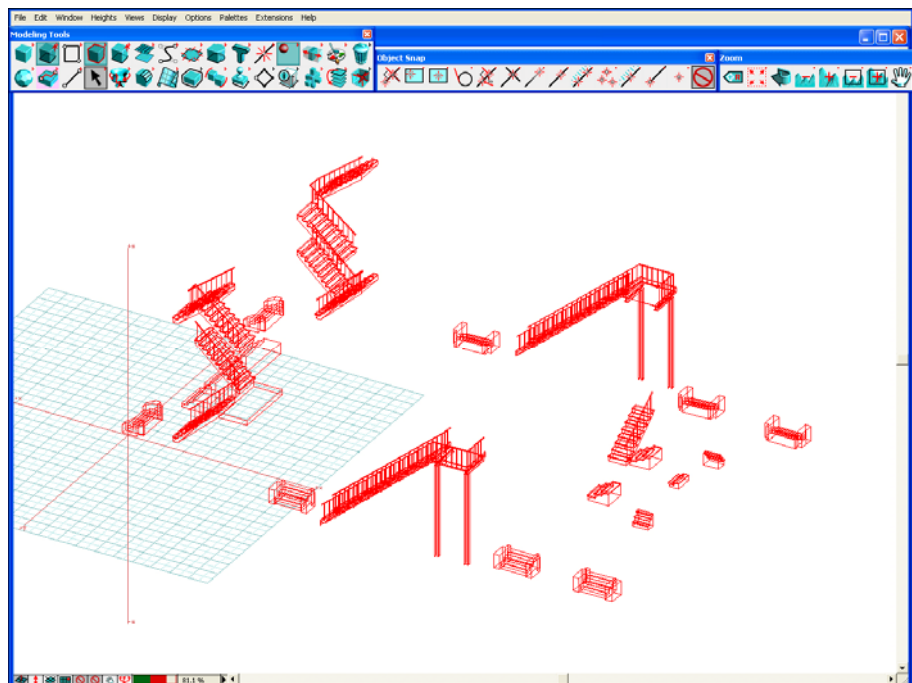 File Edit Window Heights Views Display Options Palettes Extensions Help
Modeling Tools
Object Snap
Zoom
81.1 %